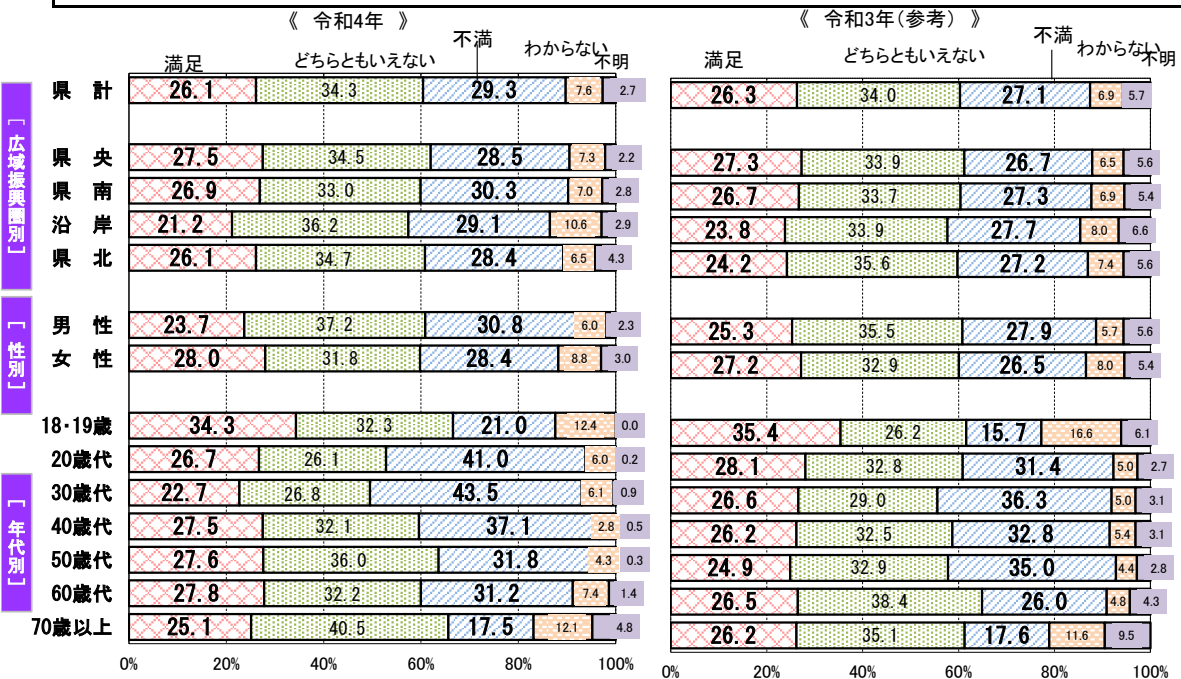 《 令和4年 》
《 令和3年(参考) 》
満足 どちらともいえない 不満 わからない 不明
満足 どちらともいえない 不満 わからない 不明
[広域振興圏別]
県 計 26.1 34.3 29.3 7.6 2.7 26.3 34.0 27.1 6.9 5.7
県 央 27.5 34.5 28.5 7.3 2.2 27.3 33.9 26.7 6.5 5.6
県 南 26.9 33.0 30.3 7.0 2.8 26.7 33.7 27.3 6.9 5.4
沿 岸 21.2 36.2 29.1 10.6 2.9 23.8 33.9 27.7 8.0 6.6
県 北 26.1 34.7 28.4 6.5 4.3 24.2 35.6 27.2 7.4 5.6
[性別]
男 性 23.7 37.2 30.8 6.0 2.3 25.3 35.5 27.9 5.7 5.6
女 性 28.0 31.8 28.4 8.8 3.0 27.2 32.9 26.5 8.0 5.4
[年代別]
18・19歳 34.3 32.3 21.0 12.4 0.0 35.4 26.2 15.7 16.6 6.1
20歳代 26.7 26.1 41.0 6.0 0.2 28.1 32.8 31.4 5.0 2.7
30歳代 22.7 26.8 43.5 6.1 0.9 26.6 29.0 36.3 5.0 3.1
40歳代 27.5 32.1 37.1 2.8 0.5 26.2 32.5 32.8 5.4 3.1
50歳代 27.6 36.0 31.8 4.3 0.3 24.9 32.9 35.0 4.4 2.8
60歳代 27.8 32.2 31.2 7.4 1.4 26.5 38.4 26.0 4.8 4.3
70歳以上 25.1 40.5 17.5 12.1 4.8 26.2 35.1 17.6 11.6 9.5
0% 20% 40% 60% 80% 100%
0% 20% 40% 60% 80% 100%